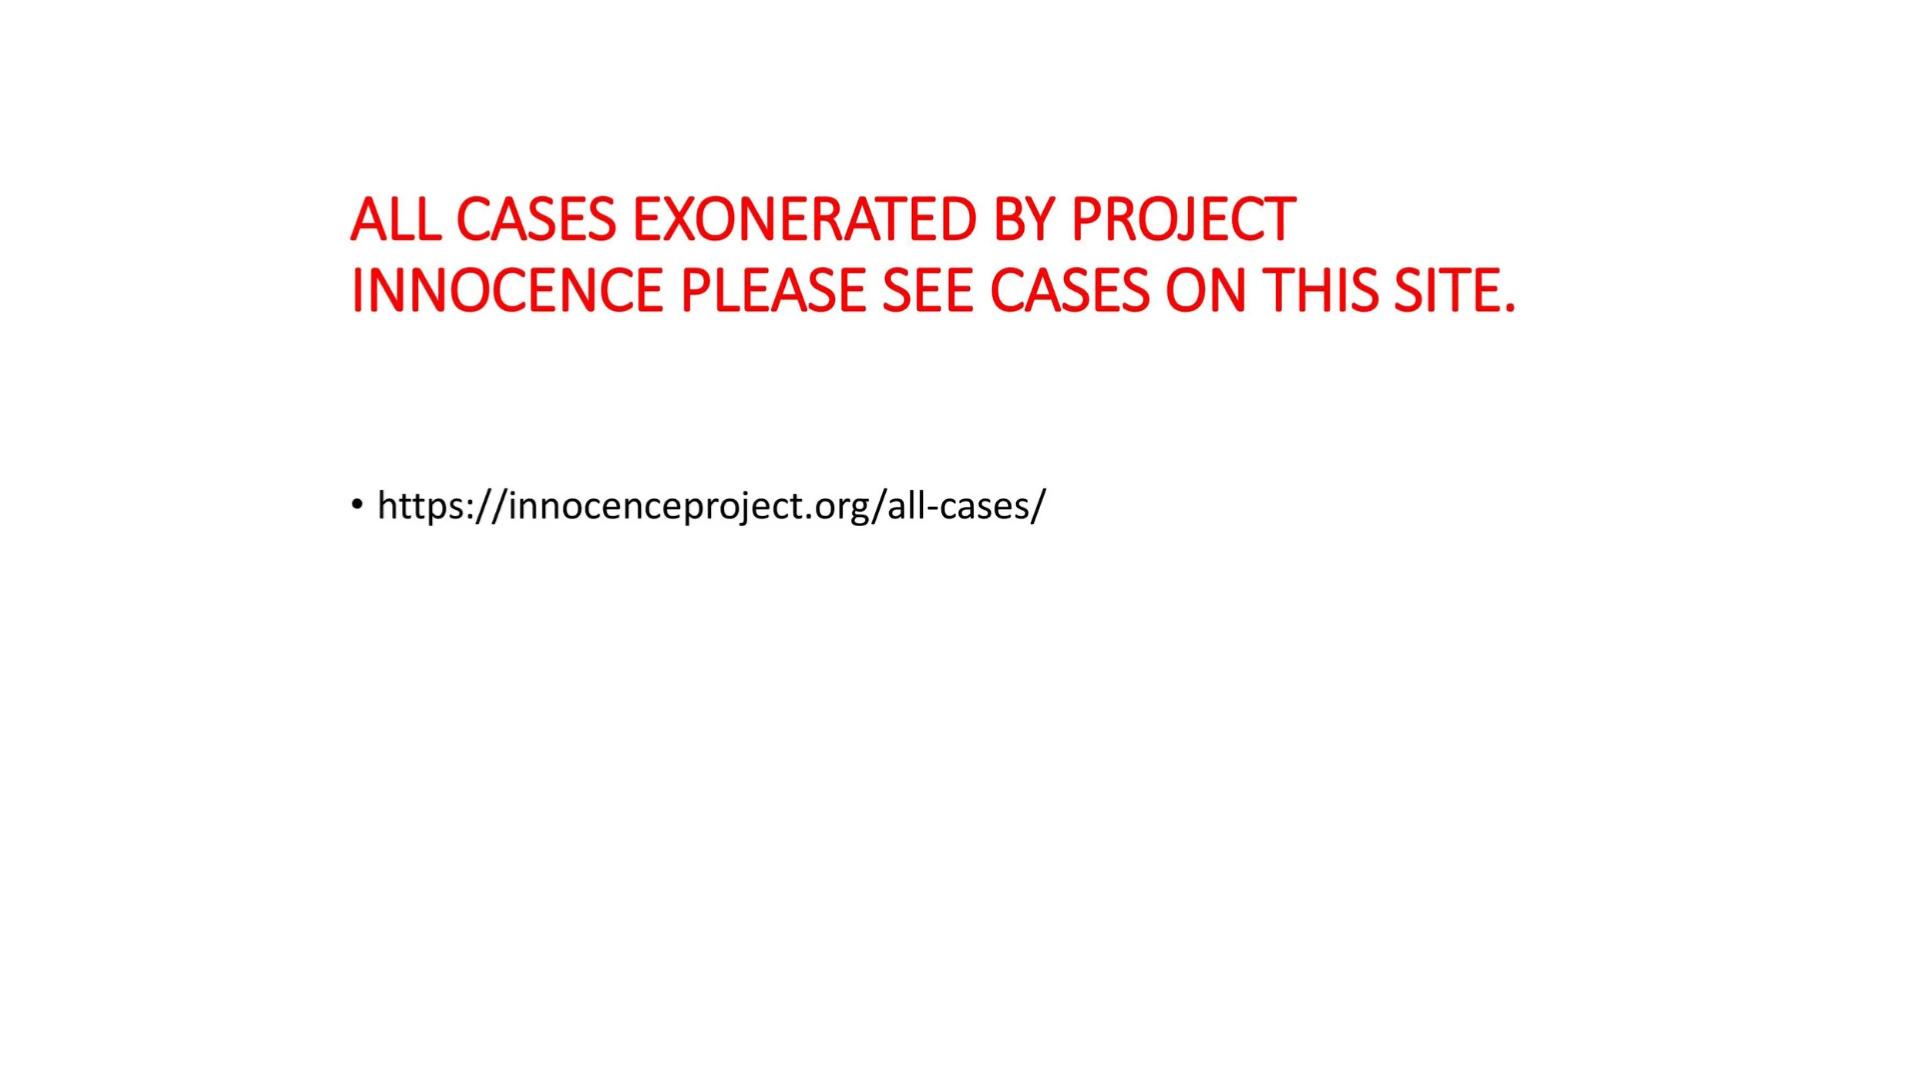 ALL CASES EXONERATED BY PROJECT
INNOCENCE PLEASE SEE CASES ON THIS SITE.
• https://innocenceproject.org/all-cases/